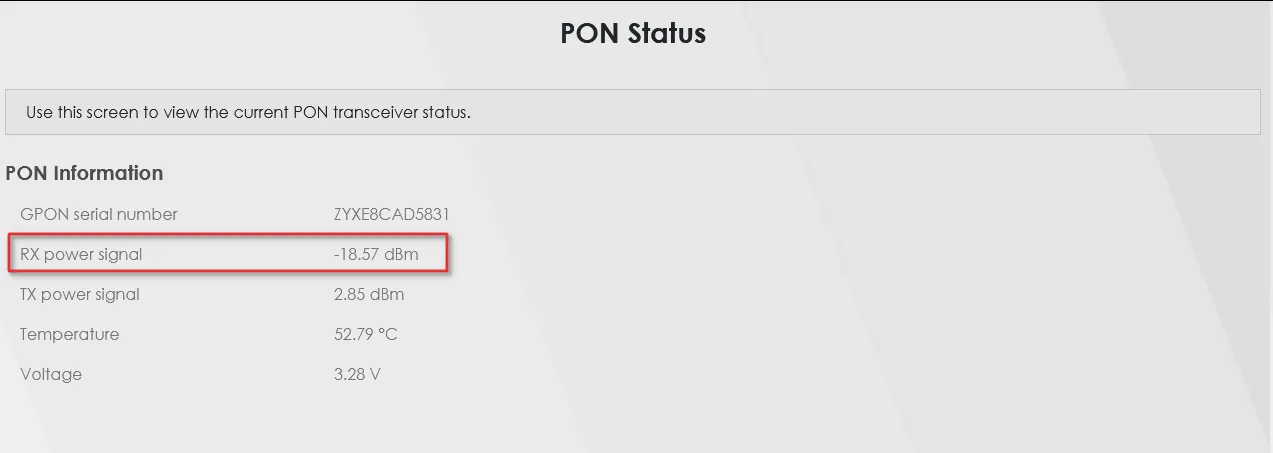 PON Status
Use this screen to view the current PON transceiver status.
PON Information
GPON serial number ZYXE8CAD5831
RX power signal -18.57 dBm
TX power signal 2.85 dBm
Temperature 52.79 °C
Voltage 3.28 V